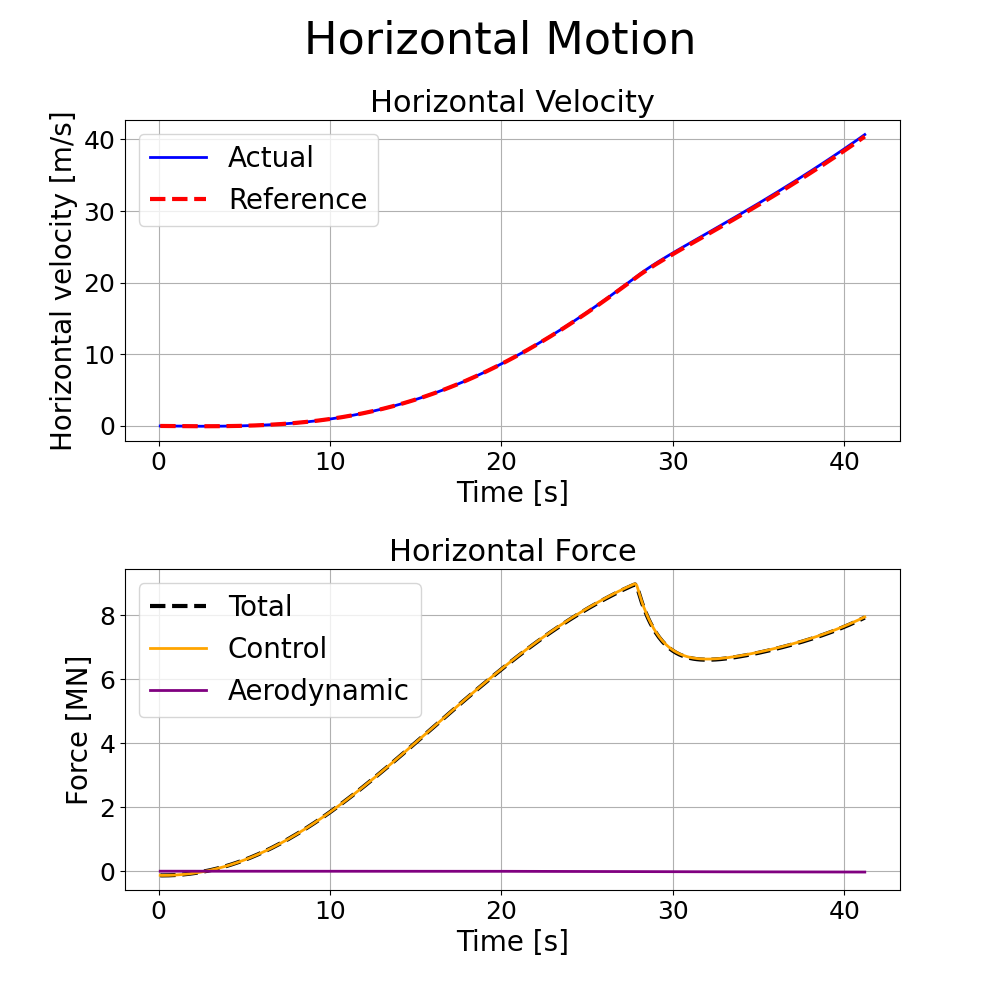 Horizontal Motion
Horizontal Velocity
Horizontal velocity [m/s]
40
30
20
10
0
Actual
Reference
0 10 20 30 40
Time [s]
Horizontal Force
Force [MN]
8
6
4
2
0
Total
Control
Aerodynamic
0 10 20 30 40
Time [s]